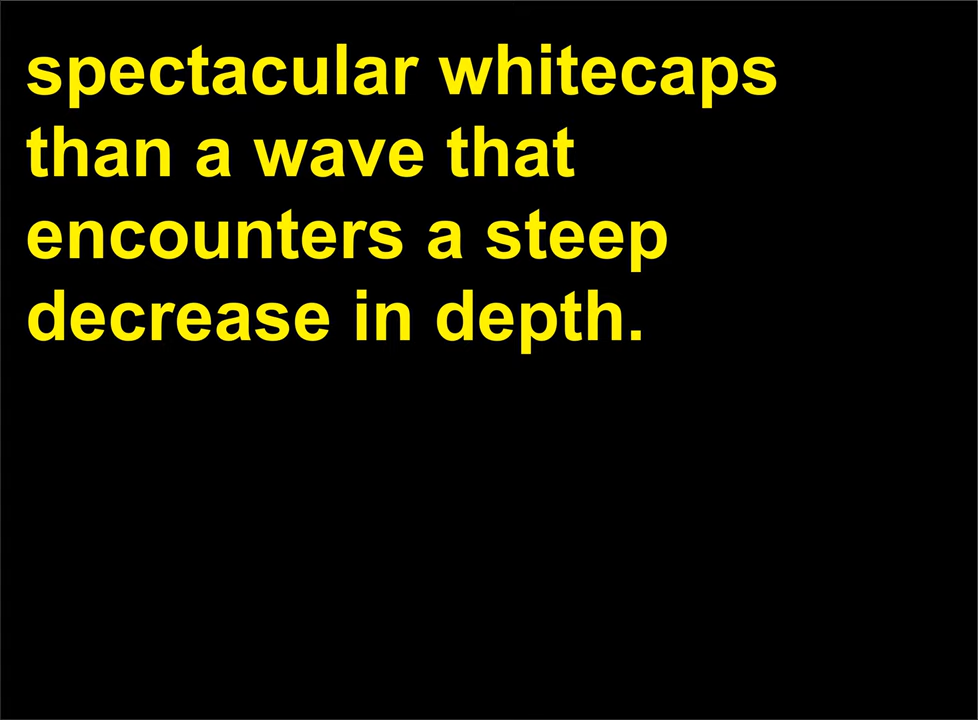 spectacular whitecaps
than a wave that
encounters a steep
decrease in depth.